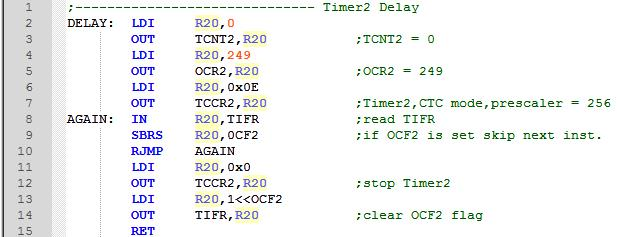 1 ;------------------------------ Timer2 Delay
2 DELAY: LDI R20,0
3 OUT TCNT2,R20 ;TCNT2 = 0
4 LDI R20,249
5 OUT OCR2,R20 ;OCR2 = 249
6 LDI R20,0x0E
7 OUT TCCR2,R20 ;Timer2,CTC mode,prescaler = 256
8 AGAIN: IN R20,TIFR ;read TIFR
9 SBRS R20,OCF2 ;if OCF2 is set skip next inst.
10 RJMP AGAIN
11 LDI R20,0x0
12 OUT TCCR2,R20 ;stop Timer2
13 LDI R20,1<<OCF2
14 OUT TIFR,R20 ;clear OCF2 flag
15 RET